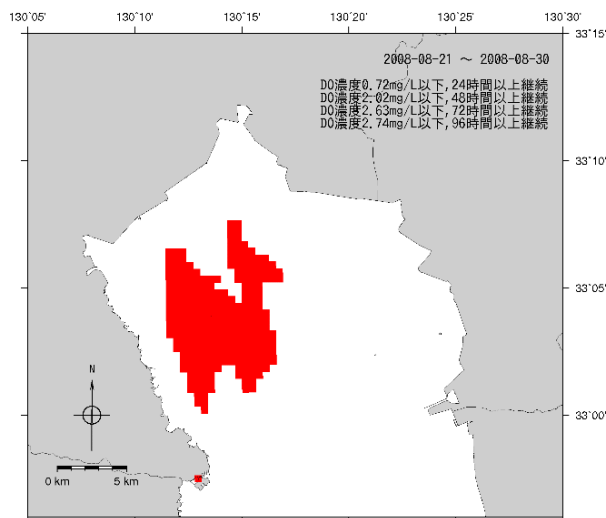 130°05' 130°10' 130°15' 130°20' 130°25' 130°30'
33°15'
2008-08-21 ～ 2008-08-30
DO濃度0.72mg/L以下,24時間以上継続
DO濃度2.02mg/L以下,48時間以上継続
DO濃度2.63mg/L以下,72時間以上継続
DO濃度2.74mg/L以下,96時間以上継続
33°10'
33°05'
N
33°00'
0 km 5 km